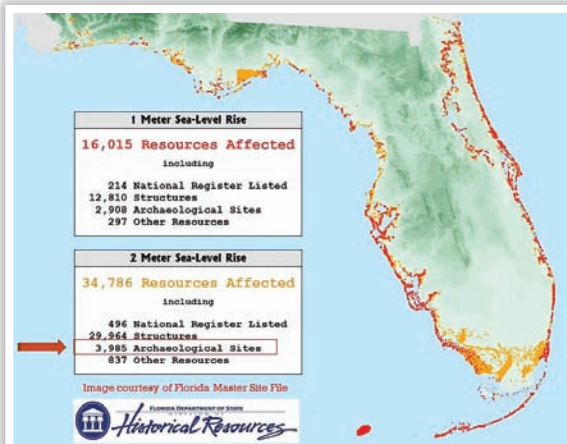 1 Meter Sea-Level Rise
16,015 Resources Affected
including
214 National Register Listed
12,810 Structures
2,908 Archaeological Sites
297 Other Resources
2 Meter Sea-Level Rise
34,786 Resources Affected
including
496 National Register Listed
29,964 Structures
3,985 Archaeological Sites
837 Other Resources
Image courtesy of Florida Master Site File
FLORIDA DEPARTMENT OF STATE
DIVISION OF
Historical Resources